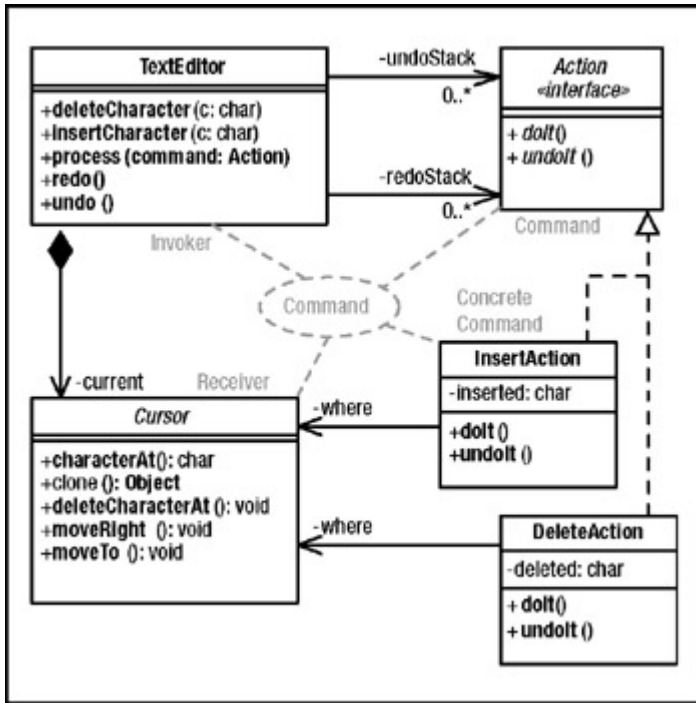 TextEditor
+deleteCharacter (c: char)
+insertCharacter (c: char)
+process (command: Action)
+redo()
+undo ()
-undoStack
0..*
-redoStack
0..*
Action
«interface»
+ doIt()
+ undoIt ()
Invoker
Command
Command
Concrete
Command
Receiver
-current
Cursor
+characterAt(): char
+clone (): Object
+deleteCharacterAt (): void
+moveRight (): void
+moveTo (): void
-where
InsertAction
-inserted: char
+doIt ()
+undoIt ()
-where
DeleteAction
-deleted: char
+ doIt()
+ undoIt ()